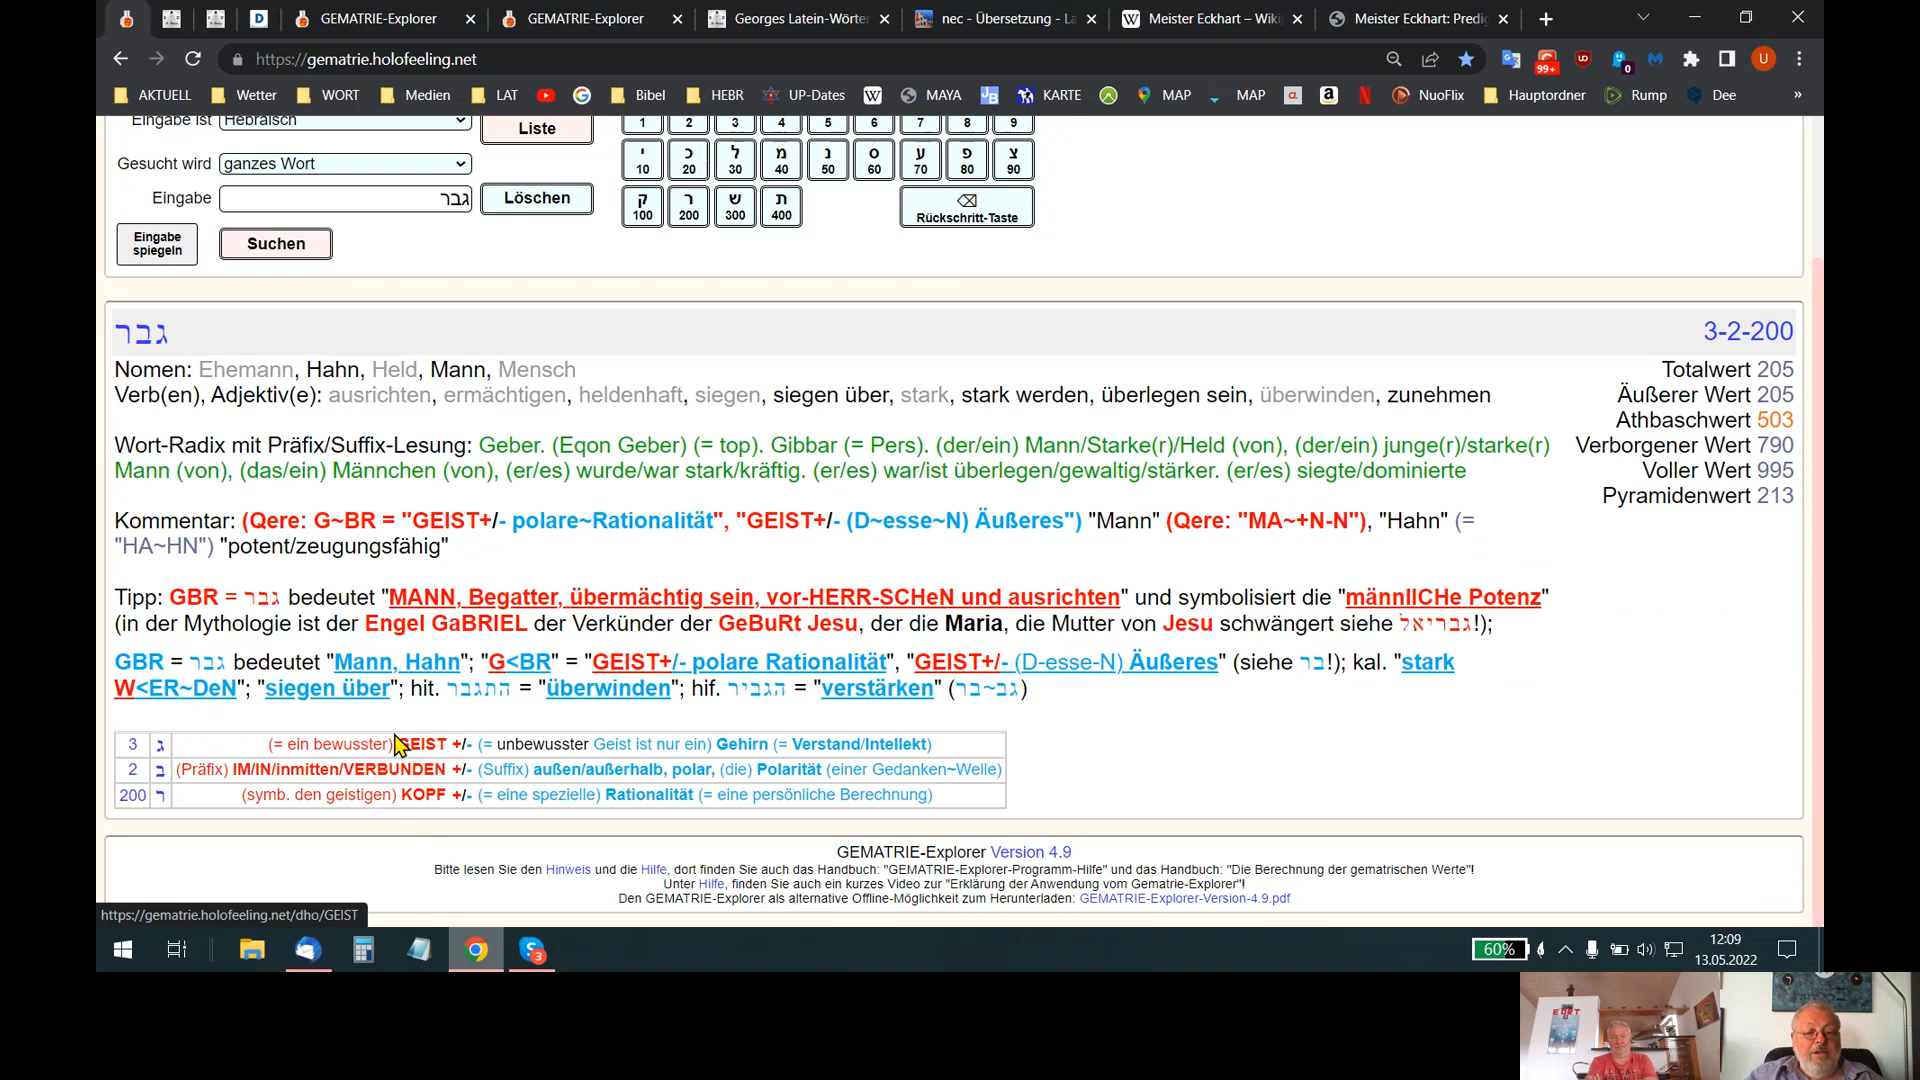 D GEMATRIE-Explorer GEMATRIE-Explorer Georges Latein-Wörter nec - Übersetzung - La W Meister Eckhart – Wiki Meister Eckhart: Predig
https://gematrie.holofeeling.net 99+ 0 U
AKTUELL Wetter WORT Medien LAT G Bibel HEBR UP-Dates W MAYA JB KARTE MAP MAP a a N NuoFlix Hauptordner Rump Dee »
Eingabe ist Hebräisch Liste 1 2 3 4 5 6 7 8 9
Gesucht wird ganzes Wort י 10 כ 20 ל 30 מ 40 נ 50 ס 60 ע 70 פ 80 צ 90
Eingabe גבר Löschen ק 100 ר 200 ש 300 ת 400 Rückschritt-Taste
Eingabe spiegeln Suchen
גבר 3-2-200
Nomen: Ehemann, Hahn, Held, Mann, Mensch Totalwert 205
Verb(en), Adjektiv(e): ausrichten, ermächtigen, heldenhaft, siegen, siegen über, stark, stark werden, überlegen sein, überwinden, zunehmen Äußerer Wert 205
Athbaschwert 503
Wort-Radix mit Präfix/Suffix-Lesung: Geber. (Eqon Geber) (= top). Gibbar (= Pers). (der/ein) Mann/Starke(r)/Held (von), (der/ein) junge(r)/starke(r) Verborgener Wert 790
Mann (von), (das/ein) Männchen (von), (er/es) wurde/war stark/kräftig. (er/es) war/ist überlegen/gewaltig/stärker. (er/es) siegte/dominierte Voller Wert 995
Pyramidenwert 213
Kommentar: (Qere: G~BR = "GEIST+/- polare~Rationalität", "GEIST+/- (D~esse~N) Äußeres") "Mann" (Qere: "MA~+N-N"), "Hahn" (=
"HA~HN") "potent/zeugungsfähig"
Tipp: GBR = גבר bedeutet "MANN, Begatter, übermächtig sein, vor-HERR-SCHeN und ausrichten" und symbolisiert die "männlICHe Potenz"
(in der Mythologie ist der Engel GaBRIEL der Verkünder der GeBuRt Jesu, der die Maria, die Mutter von Jesu schwängert siehe גבריאל!);
GBR = גבר bedeutet "Mann, Hahn"; "G<BR" = "GEIST+/- polare Rationalität", "GEIST+/- (D-esse-N) Äußeres" (siehe בר!); kal. "stark
W<ER~DeN"; "siegen über"; hit. התגבר = "überwinden"; hif. הגביר = "verstärken" (גב~בר)
3 ג (= ein bewusster) GEIST +/- (= unbewusster Geist ist nur ein) Gehirn (= Verstand/Intellekt)
2 ב (Präfix) IM/IN/inmitten/VERBUNDEN +/- (Suffix) außen/außerhalb, polar, (die) Polarität (einer Gedanken~Welle)
200 ר (symb. den geistigen) KOPF +/- (= eine spezielle) Rationalität (= eine persönliche Berechnung)
GEMATRIE-Explorer Version 4.9
Bitte lesen Sie den Hinweis und die Hilfe, dort finden Sie auch das Handbuch: "GEMATRIE-Explorer-Programm-Hilfe" und das Handbuch: "Die Berechnung der gematrischen Werte"!
Unter Hilfe, finden Sie auch ein kurzes Video zur "Erklärung der Anwendung vom Gematrie-Explorer"!
Den GEMATRIE-Explorer als alternative Offline-Möglichkeit zum Herunterladen: GEMATRIE-Explorer-Version-4.9.pdf
https://gematrie.holofeeling.net/dho/GEIST
3 60% 12:09
13.05.2022